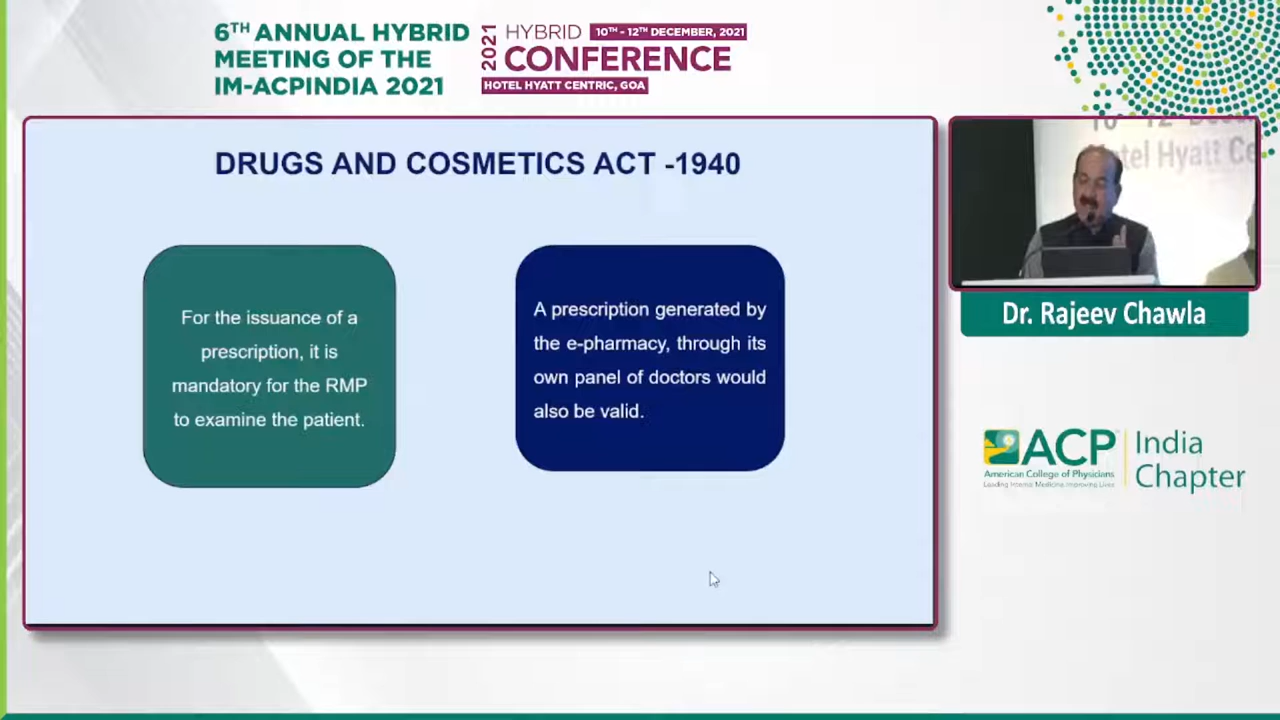 6TH ANNUAL HYBRID
MEETING OF THE
IM-ACPINDIA 2021
2021
HYBRID 10TH - 12TH DECEMBER, 2021
CONFERENCE
HOTEL HYATT CENTRIC, GOA
DRUGS AND COSMETICS ACT -1940
For the issuance of a
prescription, it is
mandatory for the RMP
to examine the patient.
A prescription generated by
the e-pharmacy, through its
own panel of doctors would
also be valid.
Hyatt Ce
Dr. Rajeev Chawla
ACP
American College of Physicians
Leading Internal Medicine, Improving Lives
India
Chapter